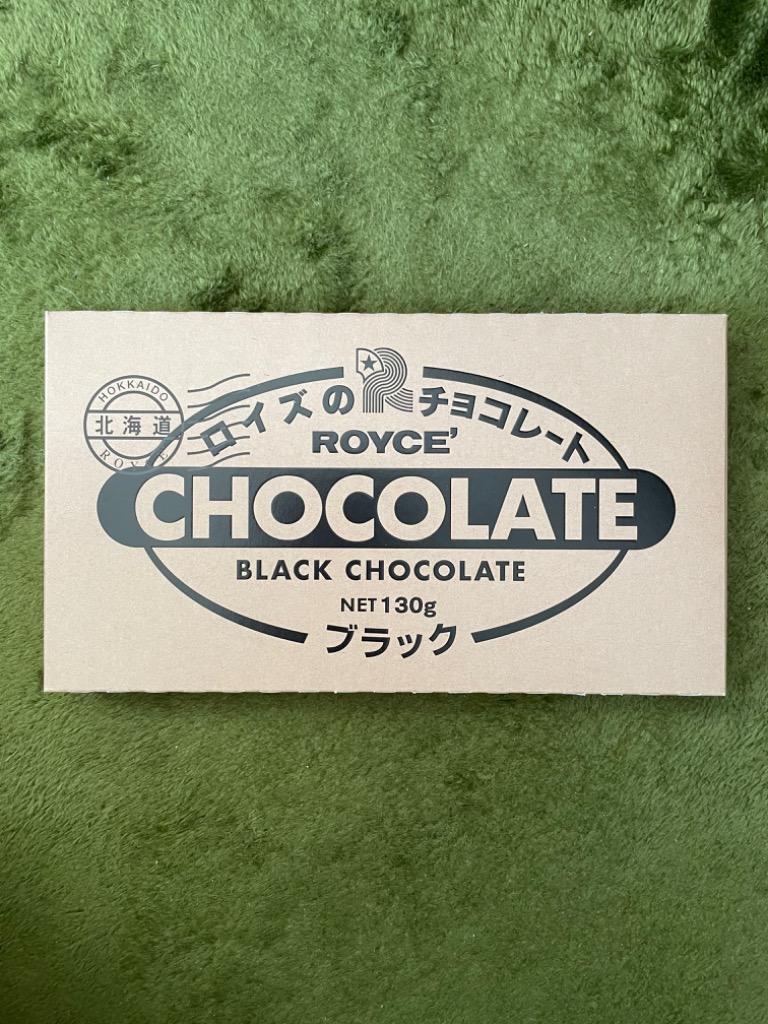 HOKKAIDO
北海道
ROYCE
ロイズの チョコレート
ROYCE'
CHOCOLATE
BLACK CHOCOLATE
NET 130g
ブラック